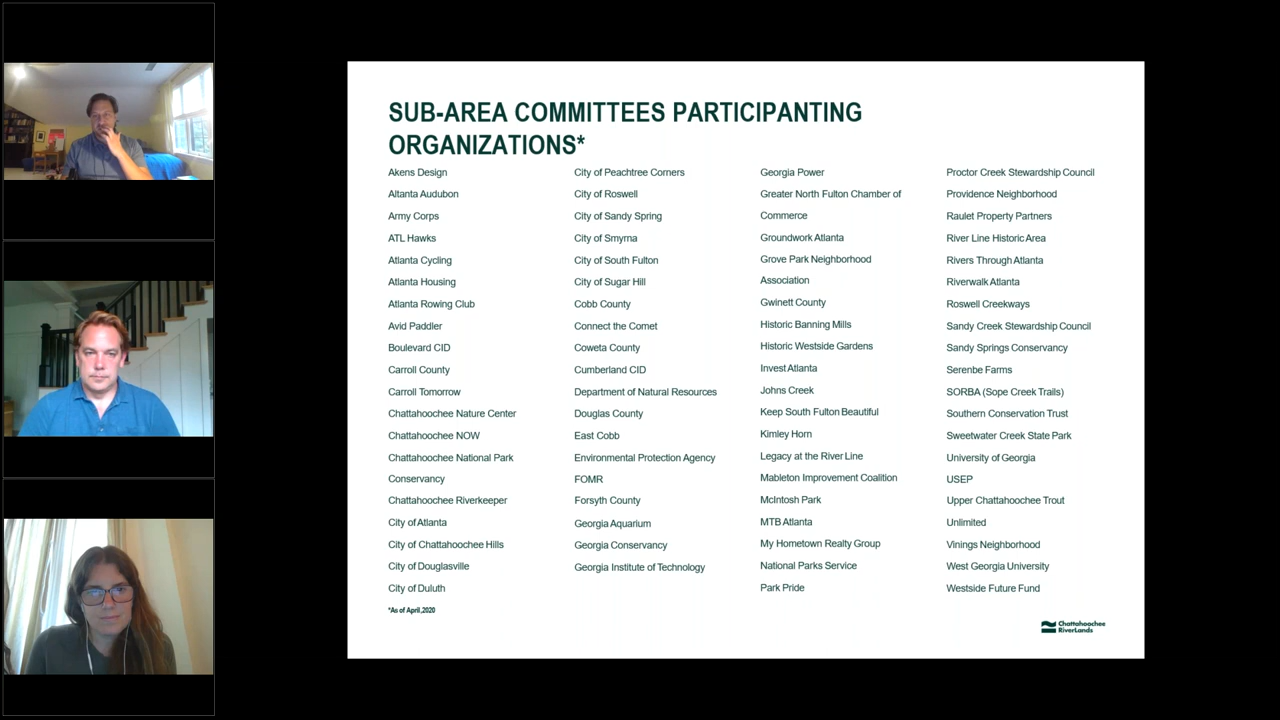 SUB-AREA COMMITTEES PARTICIPANTING
ORGANIZATIONS*
Akens Design
Altanta Audubon
Army Corps
ATL Hawks
Atlanta Cycling
Atlanta Housing
Atlanta Rowing Club
Avid Paddler
Boulevard CID
Carroll County
Carroll Tomorrow
Chattahoochee Nature Center
Chattahoochee NOW
Chattahoochee National Park
Conservancy
Chattahoochee Riverkeeper
City of Atlanta
City of Chattahoochee Hills
City of Douglasville
City of Duluth
City of Peachtree Corners
City of Roswell
City of Sandy Spring
City of Smyrna
City of South Fulton
City of Sugar Hill
Cobb County
Connect the Comet
Coweta County
Cumberland CID
Department of Natural Resources
Douglas County
East Cobb
Environmental Protection Agency
FOMR
Forsyth County
Georgia Aquarium
Georgia Conservancy
Georgia Institute of Technology
Georgia Power
Greater North Fulton Chamber of
Commerce
Groundwork Atlanta
Grove Park Neighborhood
Association
Gwinett County
Historic Banning Mills
Historic Westside Gardens
Invest Atlanta
Johns Creek
Keep South Fulton Beautiful
Kimley Horn
Legacy at the River Line
Mableton Improvement Coalition
McIntosh Park
MTB Atlanta
My Hometown Realty Group
National Parks Service
Park Pride
Proctor Creek Stewardship Council
Providence Neighborhood
Raulet Property Partners
River Line Historic Area
Rivers Through Atlanta
Riverwalk Atlanta
Roswell Creekways
Sandy Creek Stewardship Council
Sandy Springs Conservancy
Serenbe Farms
SORBA (Sope Creek Trails)
Southern Conservation Trust
Sweetwater Creek State Park
University of Georgia
USEP
Upper Chattahoochee Trout
Unlimited
Vinings Neighborhood
West Georgia University
Westside Future Fund
*As of April,2020
Chattahoochee
RiverLands